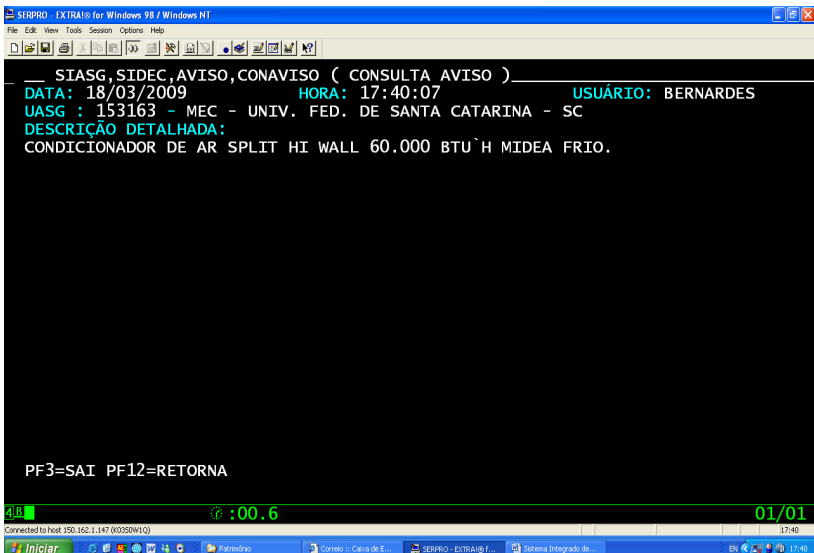 SERPRO - EXTRA!® for Windows 98 / Windows NT
File Edit View Tools Session Options Help
__ SIASG,SIDEC,AVISO,CONAVISO ( CONSULTA AVISO )
DATA: 18/03/2009 HORA: 17:40:07 USUÁRIO: BERNARDES
UASG : 153163 - MEC - UNIV. FED. DE SANTA CATARINA - SC
DESCRIÇÃO DETALHADA:
CONDICIONADOR DE AR SPLIT HI WALL 60.000 BTU`H MIDEA FRIO.
PF3=SAI PF12=RETORNA
4B :00.6 01/01
Connected to host 150.162.1.147 (K03S0W1Q) 17:40
Iniciar Patrimônio Correio :: Caixa de E... SERPRO - EXTRA!® f... Sistema Integrado de... EN 17:40